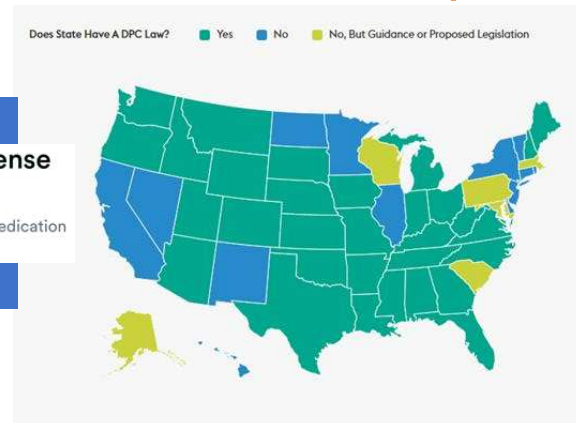 Does State Have A DPC Law? Yes No No, But Guidance or Proposed Legislation
ense
edication